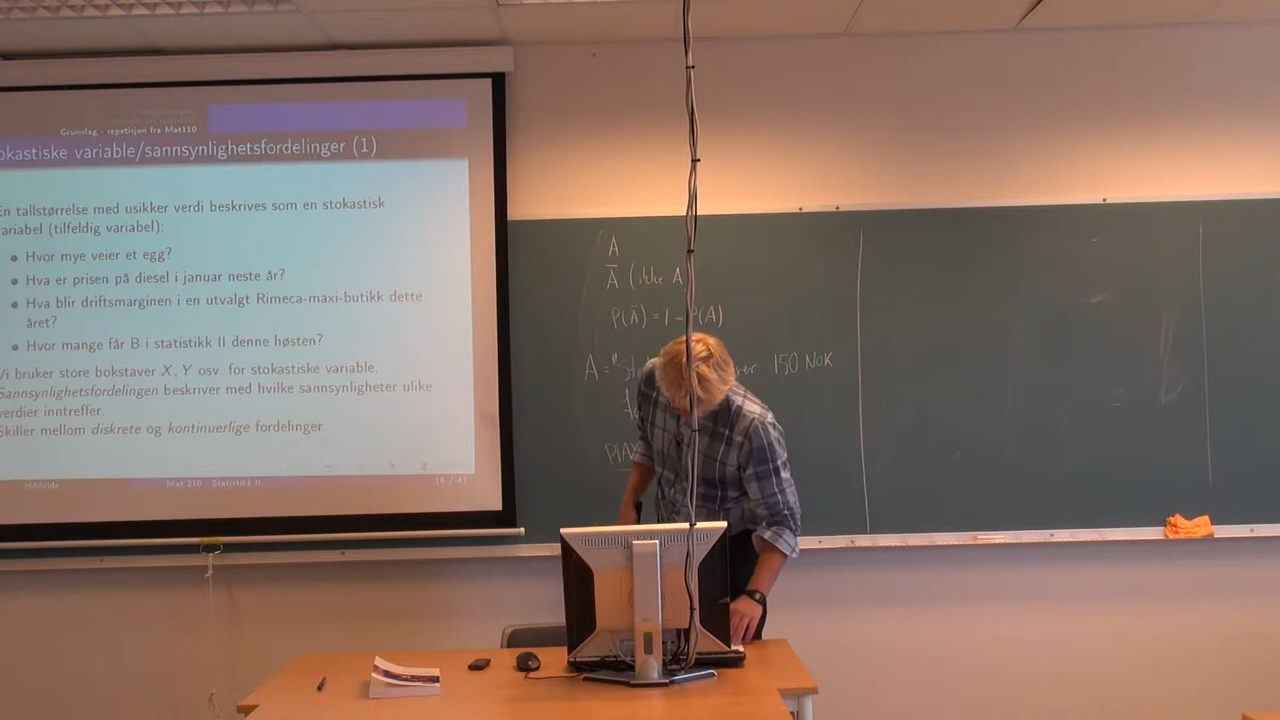 Grunnlag - repetisjon fra Mat110
okastiske variable/sannsynlighetsfordelinger (1)
En tallstørrelse med usikker verdi beskrives som en stokastisk
variabel (tilfeldig variabel):
Hvor mye veier et egg?
Hva er prisen på diesel i januar neste år?
Hva blir driftsmarginen i en utvalgt Rimeca-maxi-butikk dette
året?
Hvor mange får B i statistikk II denne høsten?
Vi bruker store bokstaver X, Y osv. for stokastiske variable.
Sannsynlighetsfordelingen beskriver med hvilke sannsynligheter ulike
verdier inntreffer.
Skiller mellom diskrete og kontinuerlige fordelinger.
HiMolde
Mat 210 - Statistikk II
16 / 41
A
A̅ (ikke A
P(A̅) = 1 - P(A)
A = "St 150 NOK
P(A